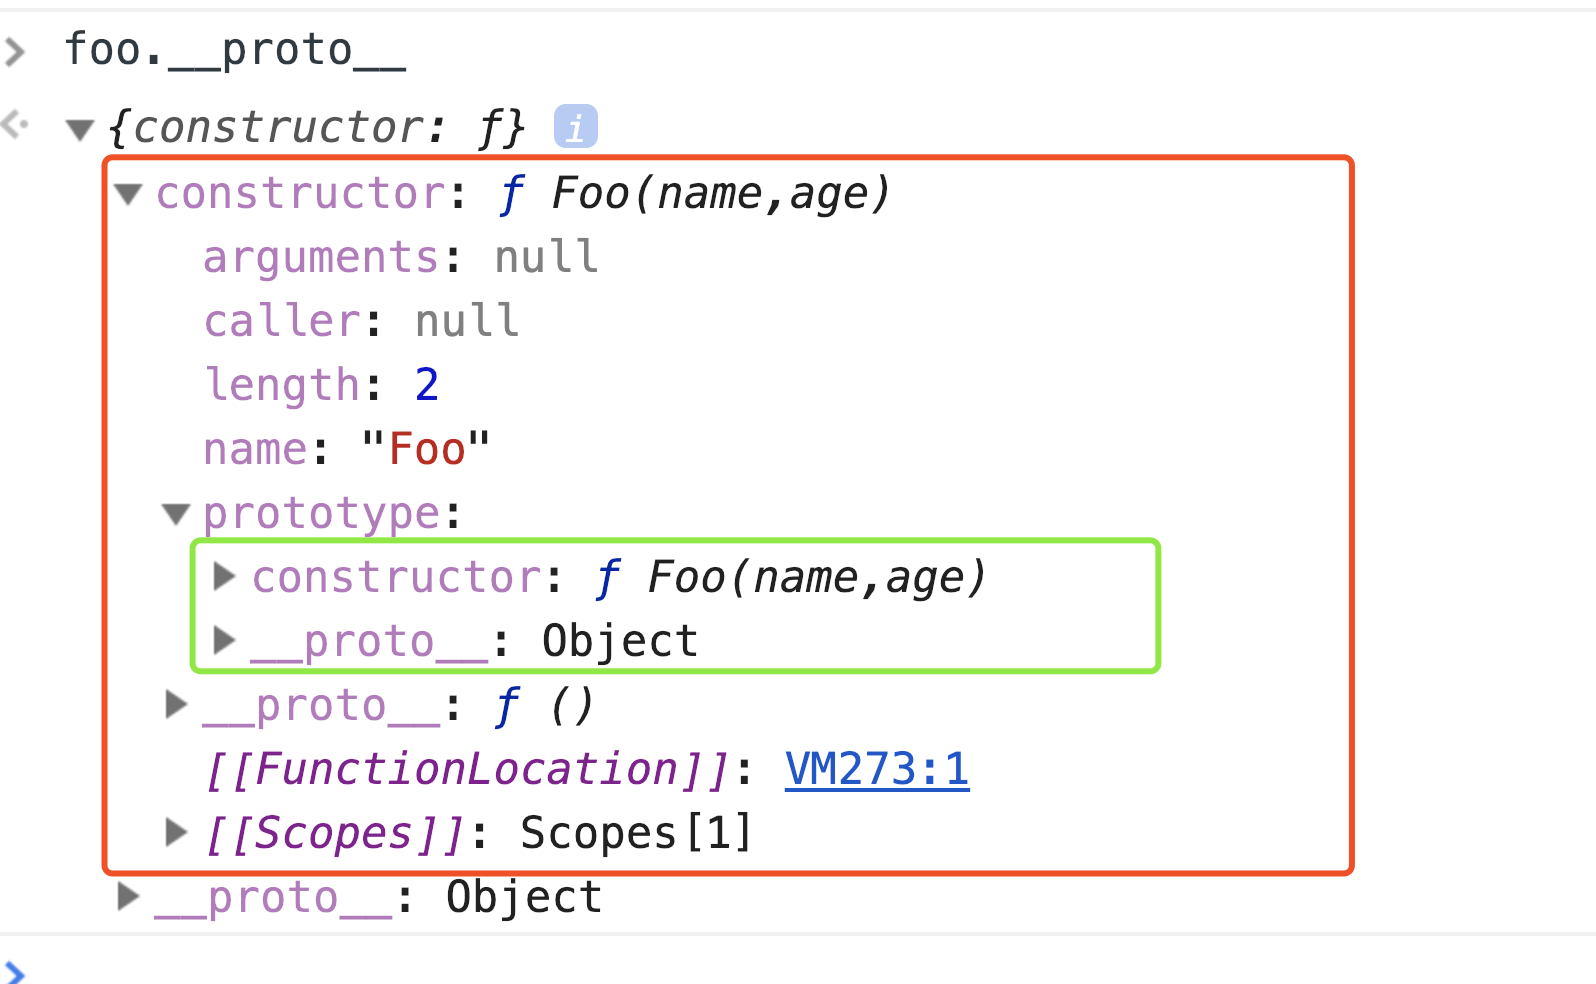 foo.__proto__
{constructor: ƒ} i
constructor: ƒ Foo(name,age)
arguments: null
caller: null
length: 2
name: "Foo"
prototype:
constructor: ƒ Foo(name,age)
__proto__: Object
__proto__: ƒ ()
[[FunctionLocation]]: VM273:1
[[Scopes]]: Scopes[1]
__proto__: Object